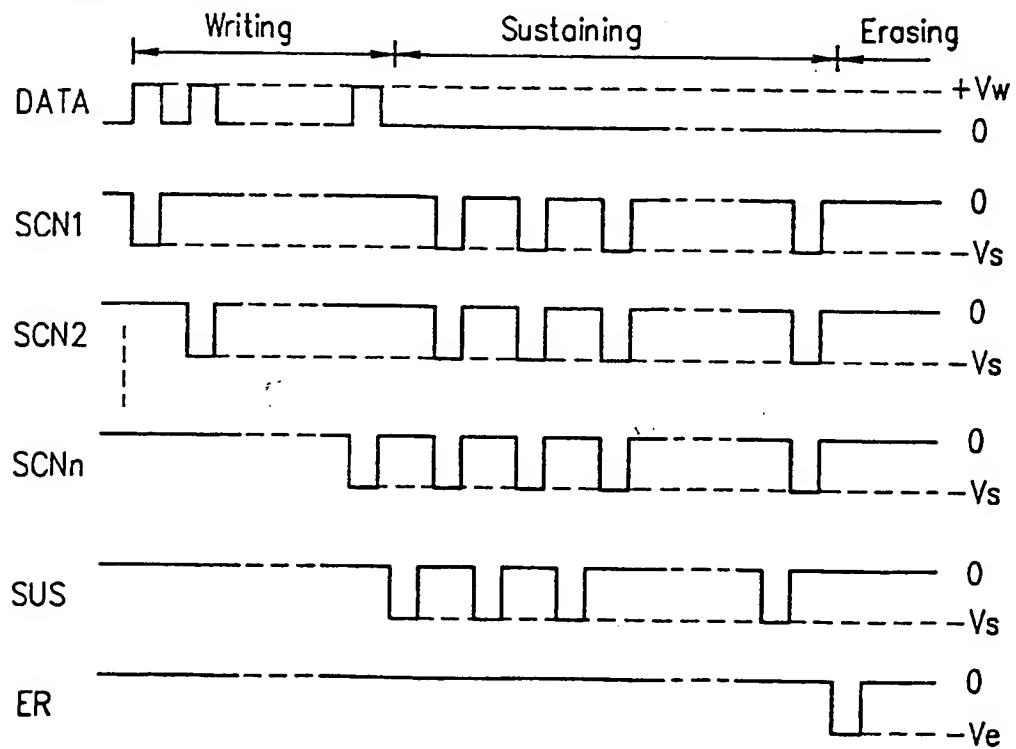 Writing Sustaining Erasing
DATA +Vw
0
SCN1 0
-Vs
SCN2 0
-Vs
SCNn 0
-Vs
SUS 0
-Vs
ER 0
-Ve